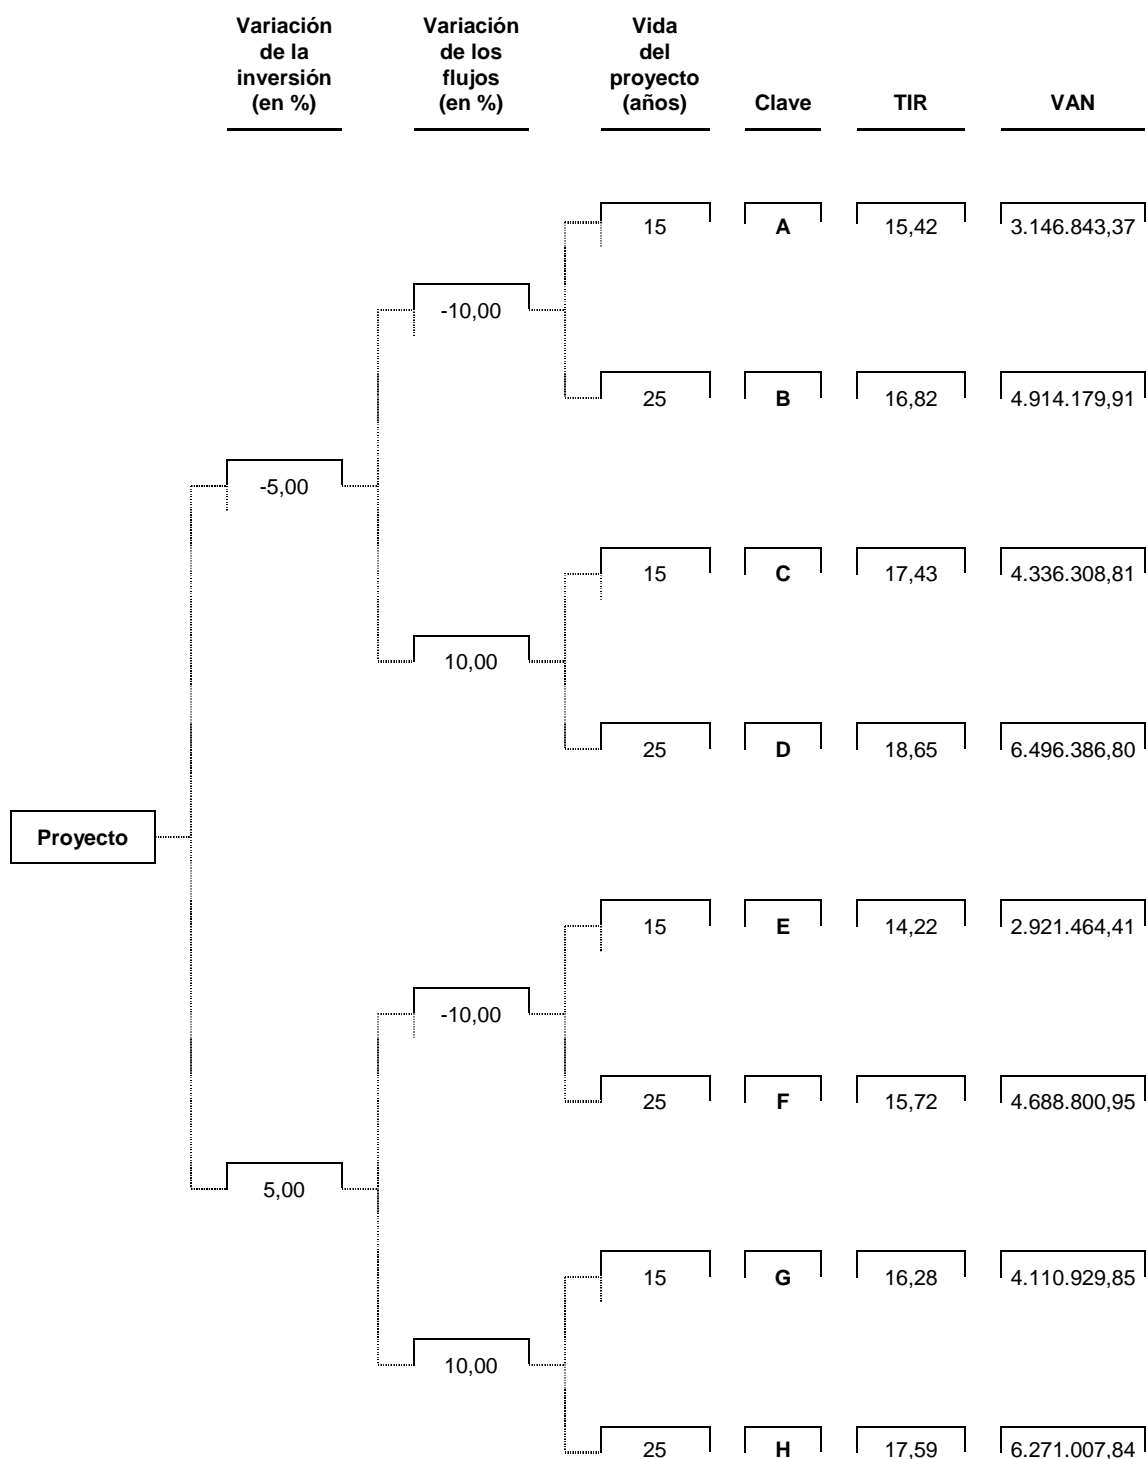 Variación
de la
inversión
(en %)
Variación
de los
flujos
(en %)
Vida
del
proyecto
(años)
Clave
TIR
VAN
15 A 15,42 3.146.843,37
-10,00
25 B 16,82 4.914.179,91
-5,00
15 C 17,43 4.336.308,81
10,00
25 D 18,65 6.496.386,80
Proyecto
15 E 14,22 2.921.464,41
-10,00
25 F 15,72 4.688.800,95
5,00
15 G 16,28 4.110.929,85
10,00
25 H 17,59 6.271.007,84